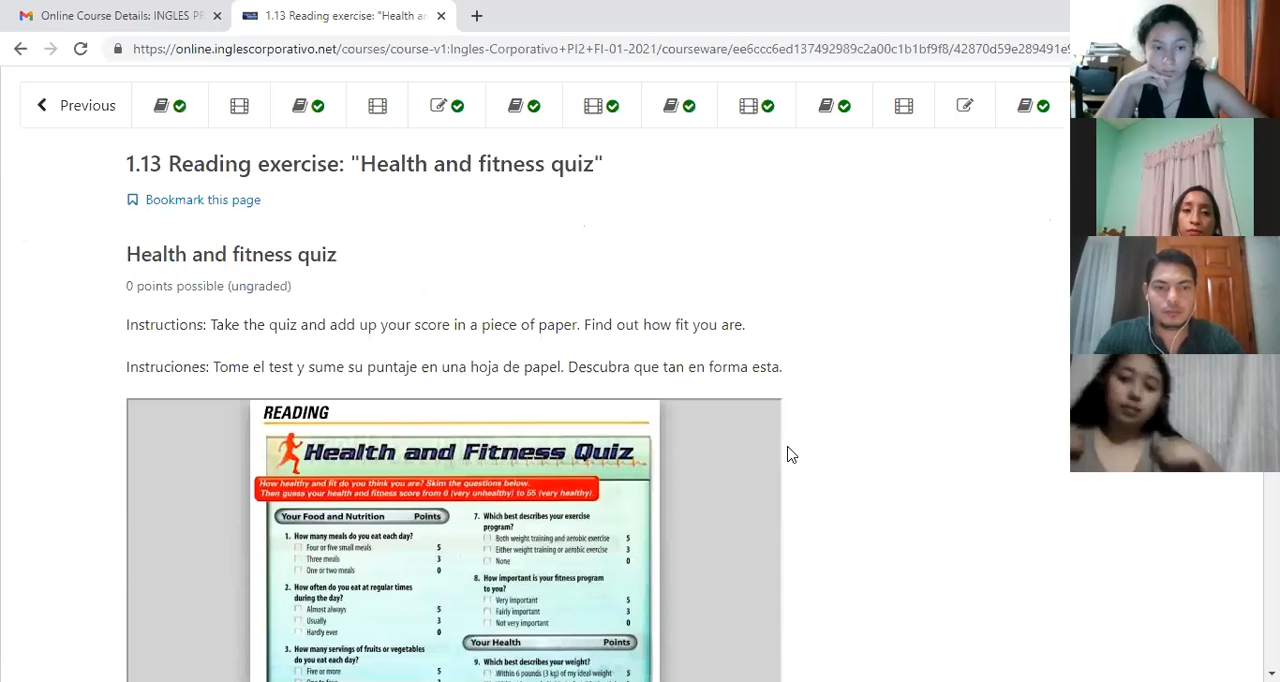 Online Course Details: INGLES PR
1.13 Reading exercise: "Health ar
https://online.inglescorporativo.net/courses/course-v1:Ingles-Corporativo+PI2+FI-01-2021/courseware/ee6ccc6ed137492989c2a00c1b1bf9f8/42870d59e289491e9
Previous
1.13 Reading exercise: "Health and fitness quiz"
Bookmark this page
Health and fitness quiz
0 points possible (ungraded)
Instructions: Take the quiz and add up your score in a piece of paper. Find out how fit you are.
Instruciones: Tome el test y sume su puntaje en una hoja de papel. Descubra que tan en forma esta.
READING
Health and Fitness Quiz
How healthy and fit do you think you are? Skim the questions below.
Then guess your health and fitness score from 0 (very unhealthy) to 55 (very healthy)
Your Food and Nutrition Points
1. How many meals do you eat each day?
Four or five small meals 5
Three meals 3
One or two meals 0
2. How often do you eat at regular times
during the day?
Almost always 5
Usually 3
Hardly ever 0
3. How many servings of fruits or vegetables
do you eat each day?
Five or more 5
7. Which best describes your exercise
program?
Both weight training and aerobic exercise 5
Either weight training or aerobic exercise 3
None 0
8. How important is your fitness program
to you?
Very important 5
Fairly important 3
Not very important 0
Your Health Points
9. Which best describes your weight?
Within 6 pounds (3 kg) of my ideal weight 5